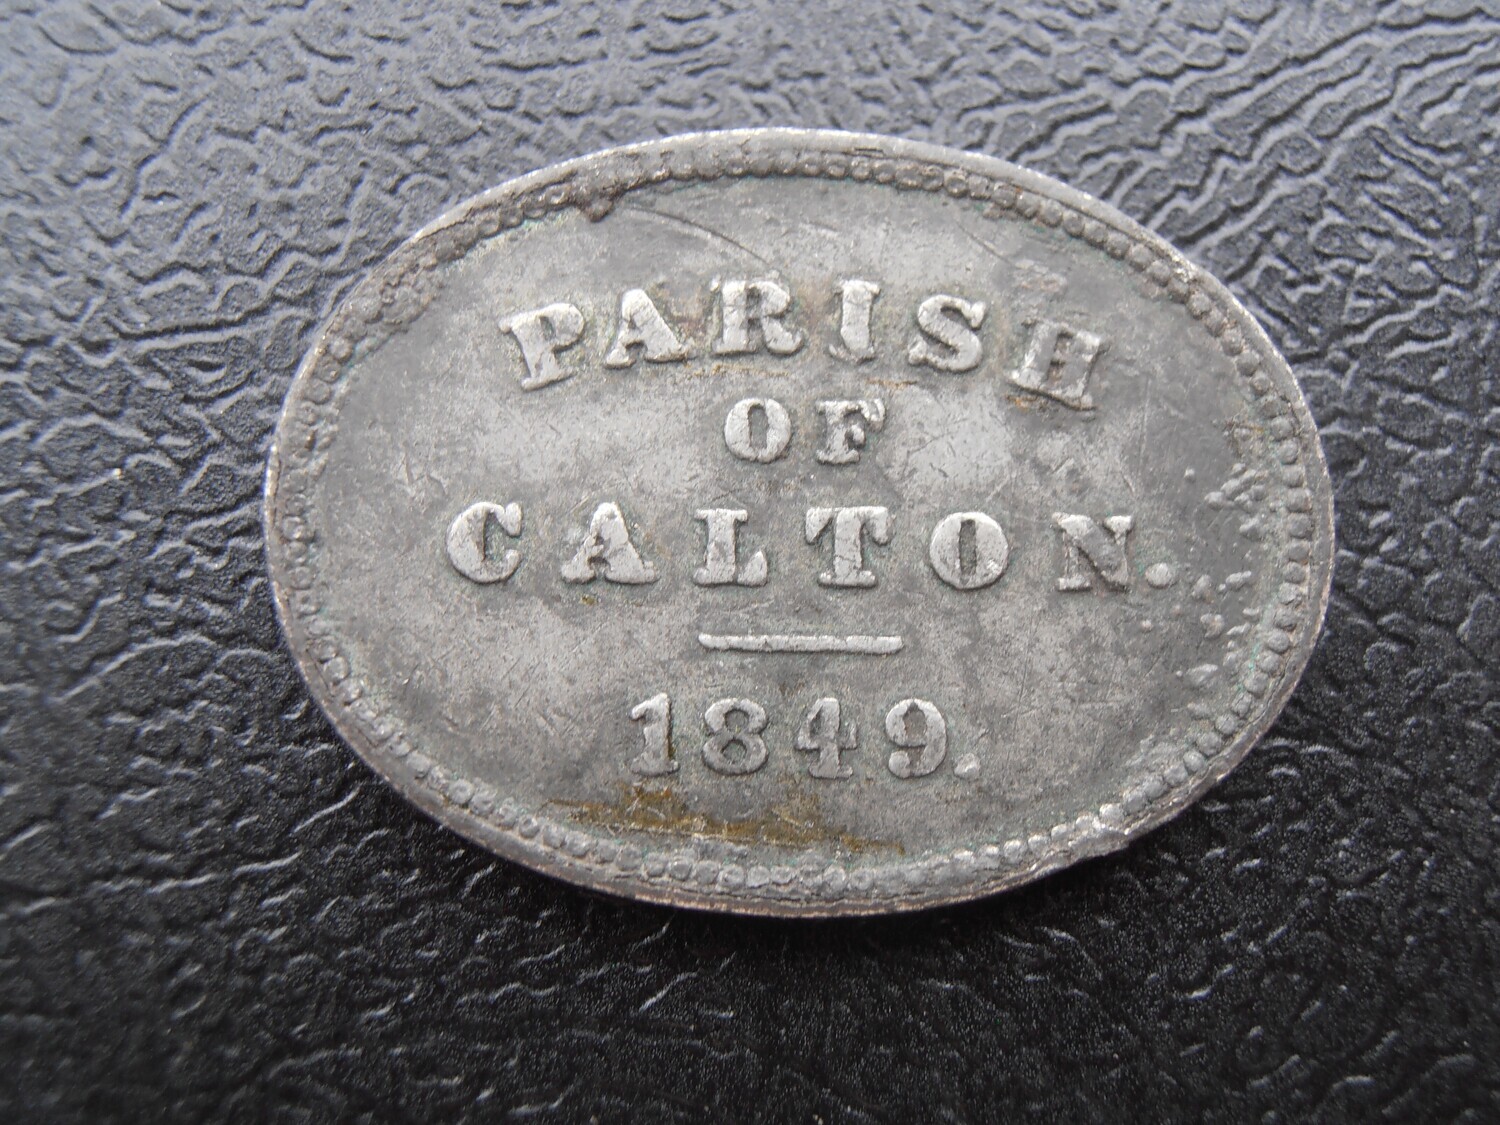 PARISH
OF
CALTON.
1849.